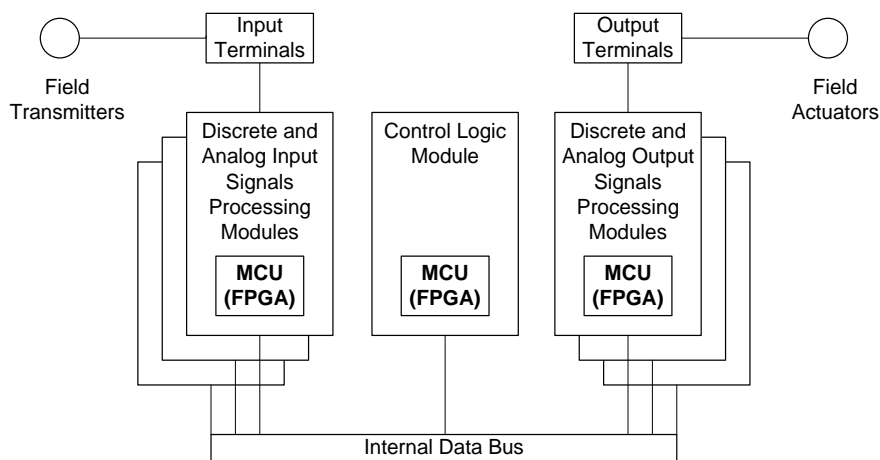 Input
Terminals
Output
Terminals
Field
Transmitters
Field
Actuators
Discrete and
Analog Input
Signals
Processing
Modules
MCU
(FPGA)
Control Logic
Module
MCU
(FPGA)
Discrete and
Analog Output
Signals
Processing
Modules
MCU
(FPGA)
Internal Data Bus